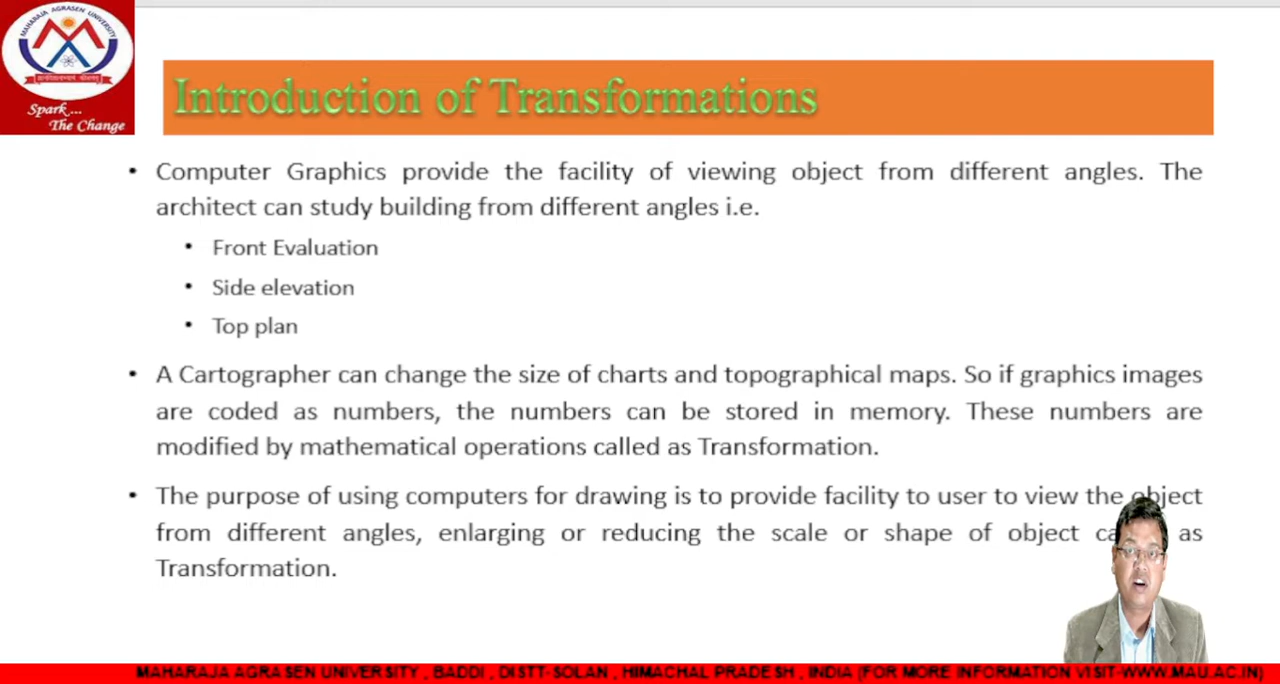 MAHARAJA AGRASEN UNIVERSITY
Spark...
The Change
Introduction of Transformations
• Computer Graphics provide the facility of viewing object from different angles. The
architect can study building from different angles i.e.
• Front Evaluation
• Side elevation
• Top plan
• A Cartographer can change the size of charts and topographical maps. So if graphics images
are coded as numbers, the numbers can be stored in memory. These numbers are
modified by mathematical operations called as Transformation.
• The purpose of using computers for drawing is to provide facility to user to view the object
from different angles, enlarging or reducing the scale or shape of object as
Transformation.
MAHARAJA AGRASEN UNIVERSITY , BADDI , DISTT-SOLAN , HIMACHAL PRADESH , INDIA (FOR MORE INFORMATION VISIT-WWW.MAU.AC.IN)